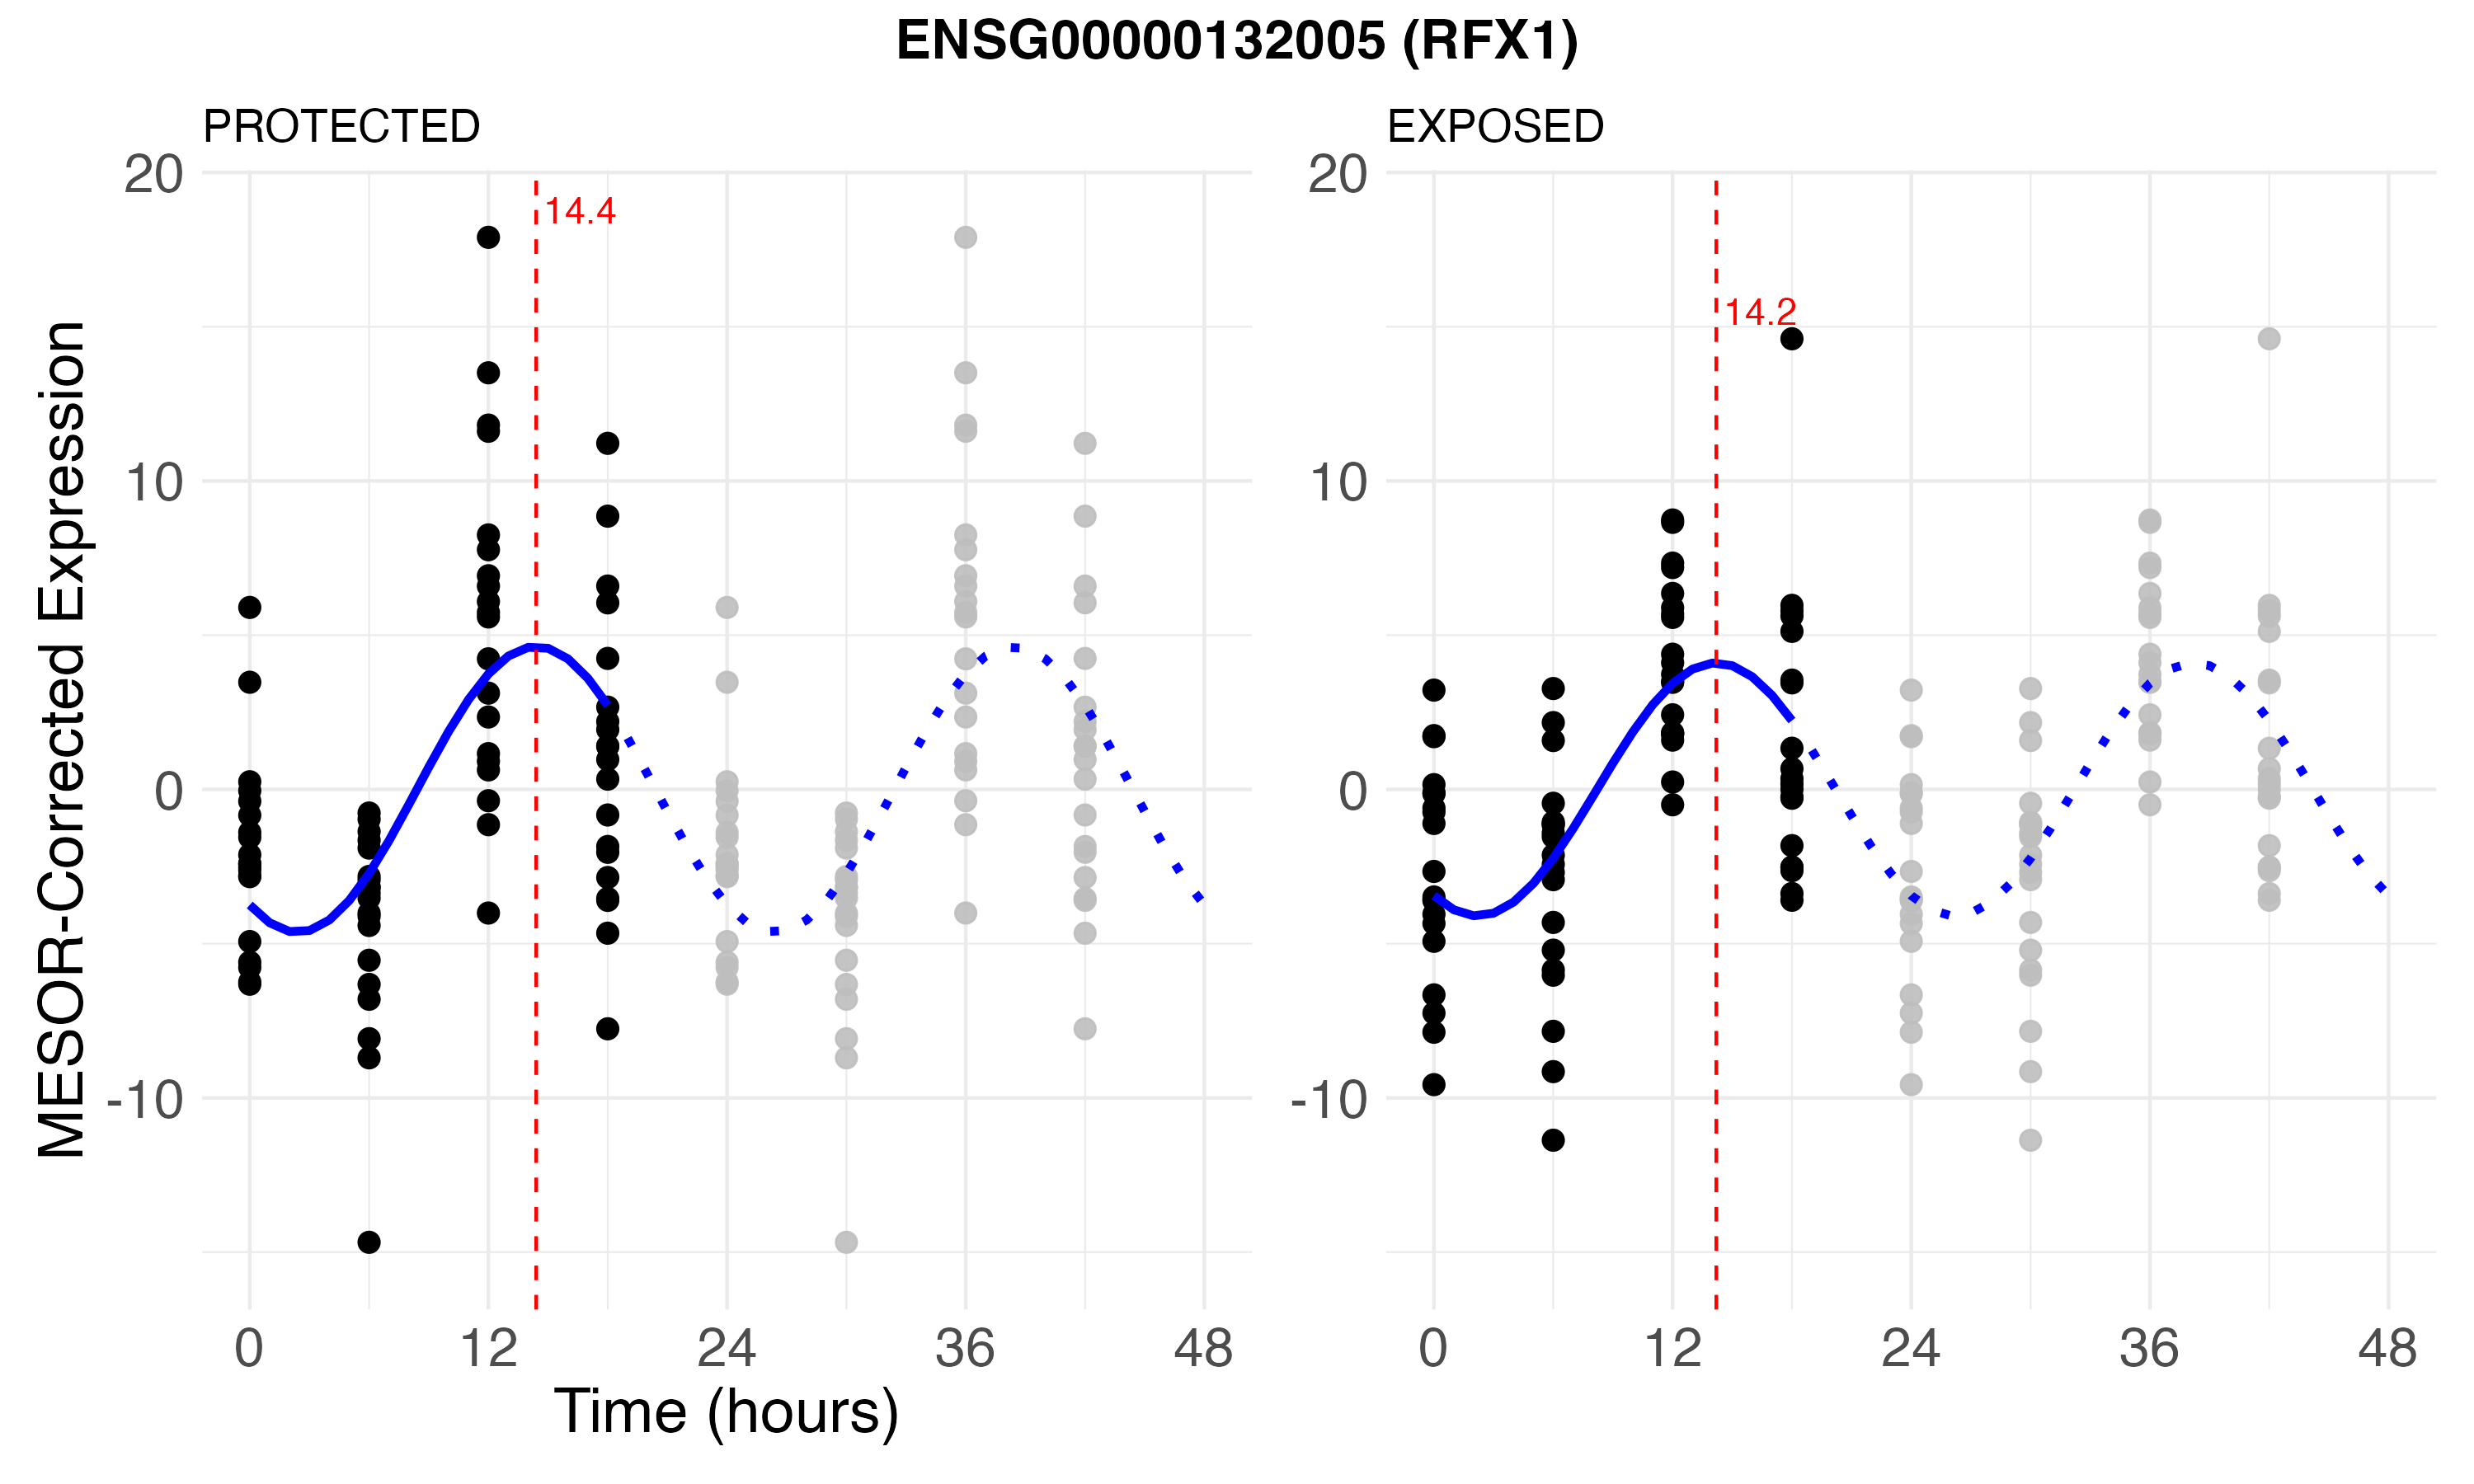 ENSG00000132005 (RFX1)
PROTECTED
EXPOSED
MESOR-Corrected Expression
20
10
0
-10
14.4
0 12 24 36 48
20
10
0
-10
14.2
0 12 24 36 48
Time (hours)